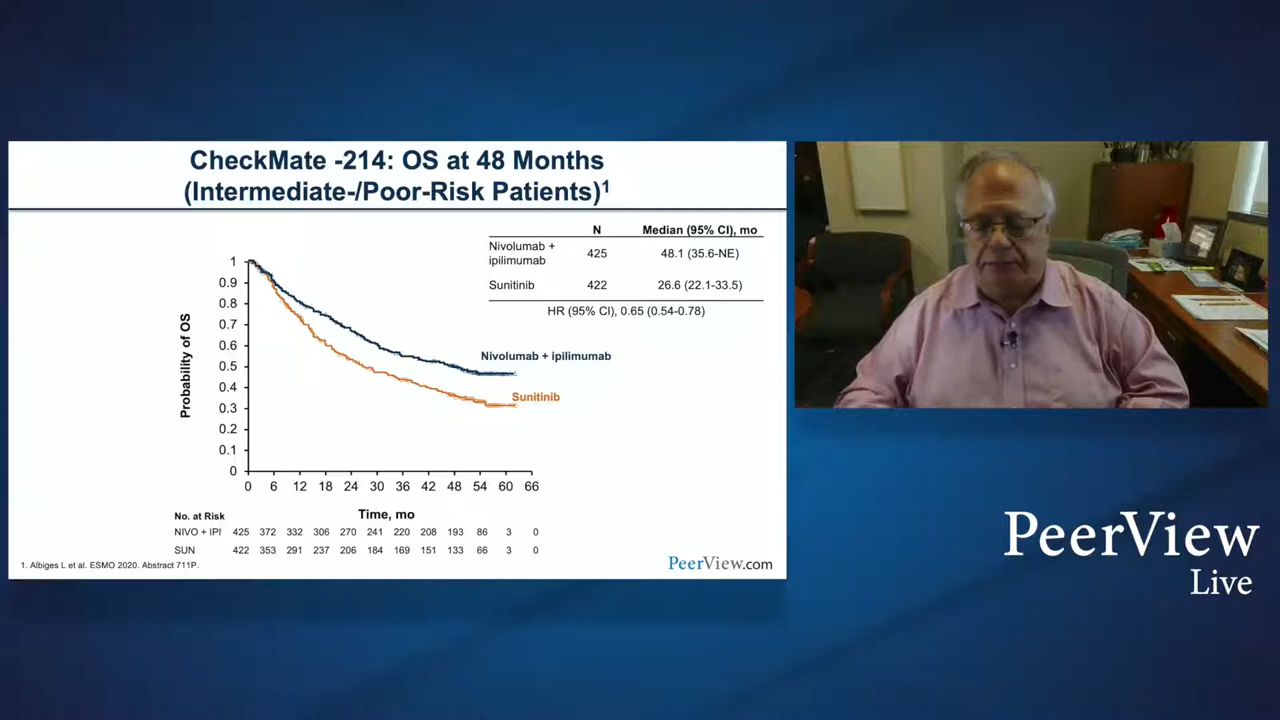 CheckMate -214: OS at 48 Months
(Intermediate-/Poor-Risk Patients)1
N Median (95% CI), mo
Nivolumab +
ipilimumab 425 48.1 (35.6-NE)
Sunitinib 422 26.6 (22.1-33.5)
HR (95% CI), 0.65 (0.54-0.78)
Probability of OS
1
0.9
0.8
0.7
0.6
0.5
0.4
0.3
0.2
0.1
0
Nivolumab + ipilimumab
Sunitinib
0 6 12 18 24 30 36 42 48 54 60 66
Time, mo
No. at Risk
NIVO + IPI 425 372 332 306 270 241 220 208 193 86 3 0
SUN 422 353 291 237 206 184 169 151 133 66 3 0
1. Albiges L et al. ESMO 2020. Abstract 711P.
PeerView.com
PeerView
Live